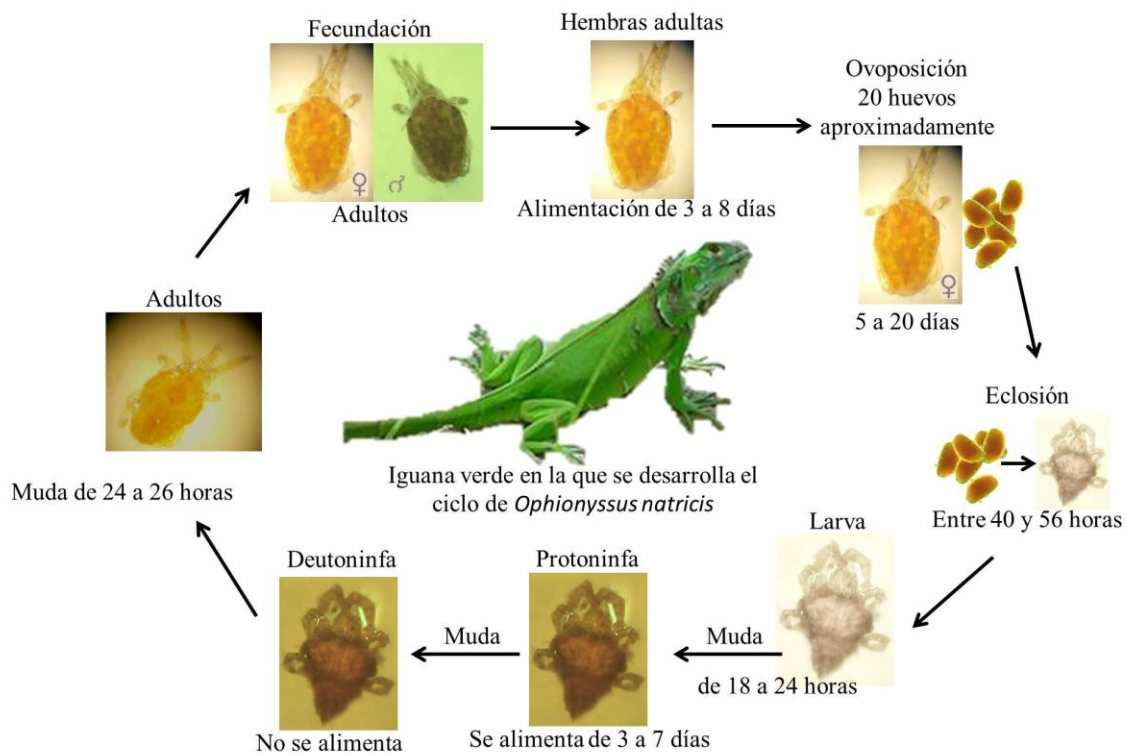 Fecundación
♀
♂
Adultos
Hembras adultas
Alimentación de 3 a 8 días
Ovoposición
20 huevos
aproximadamente
♀
5 a 20 días
Eclosión
Entre 40 y 56 horas
Larva
Muda
de 18 a 24 horas
Protoninfa
Se alimenta de 3 a 7 días
Muda
Deutoninfa
No se alimenta
Muda de 24 a 26 horas
Adultos
Iguana verde en la que se desarrolla el
ciclo de Ophionyssus natricis